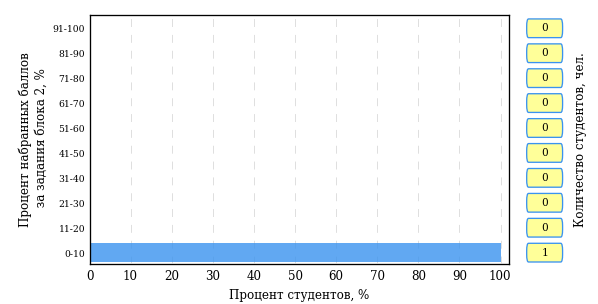 Процент набранных баллов
за задания блока 2, %
91-100 0
81-90 0
71-80 0
61-70 0
51-60 0
41-50 0
31-40 0
21-30 0
11-20 0
0-10 1
Количество студентов, чел.
0 10 20 30 40 50 60 70 80 90 100
Процент студентов, %